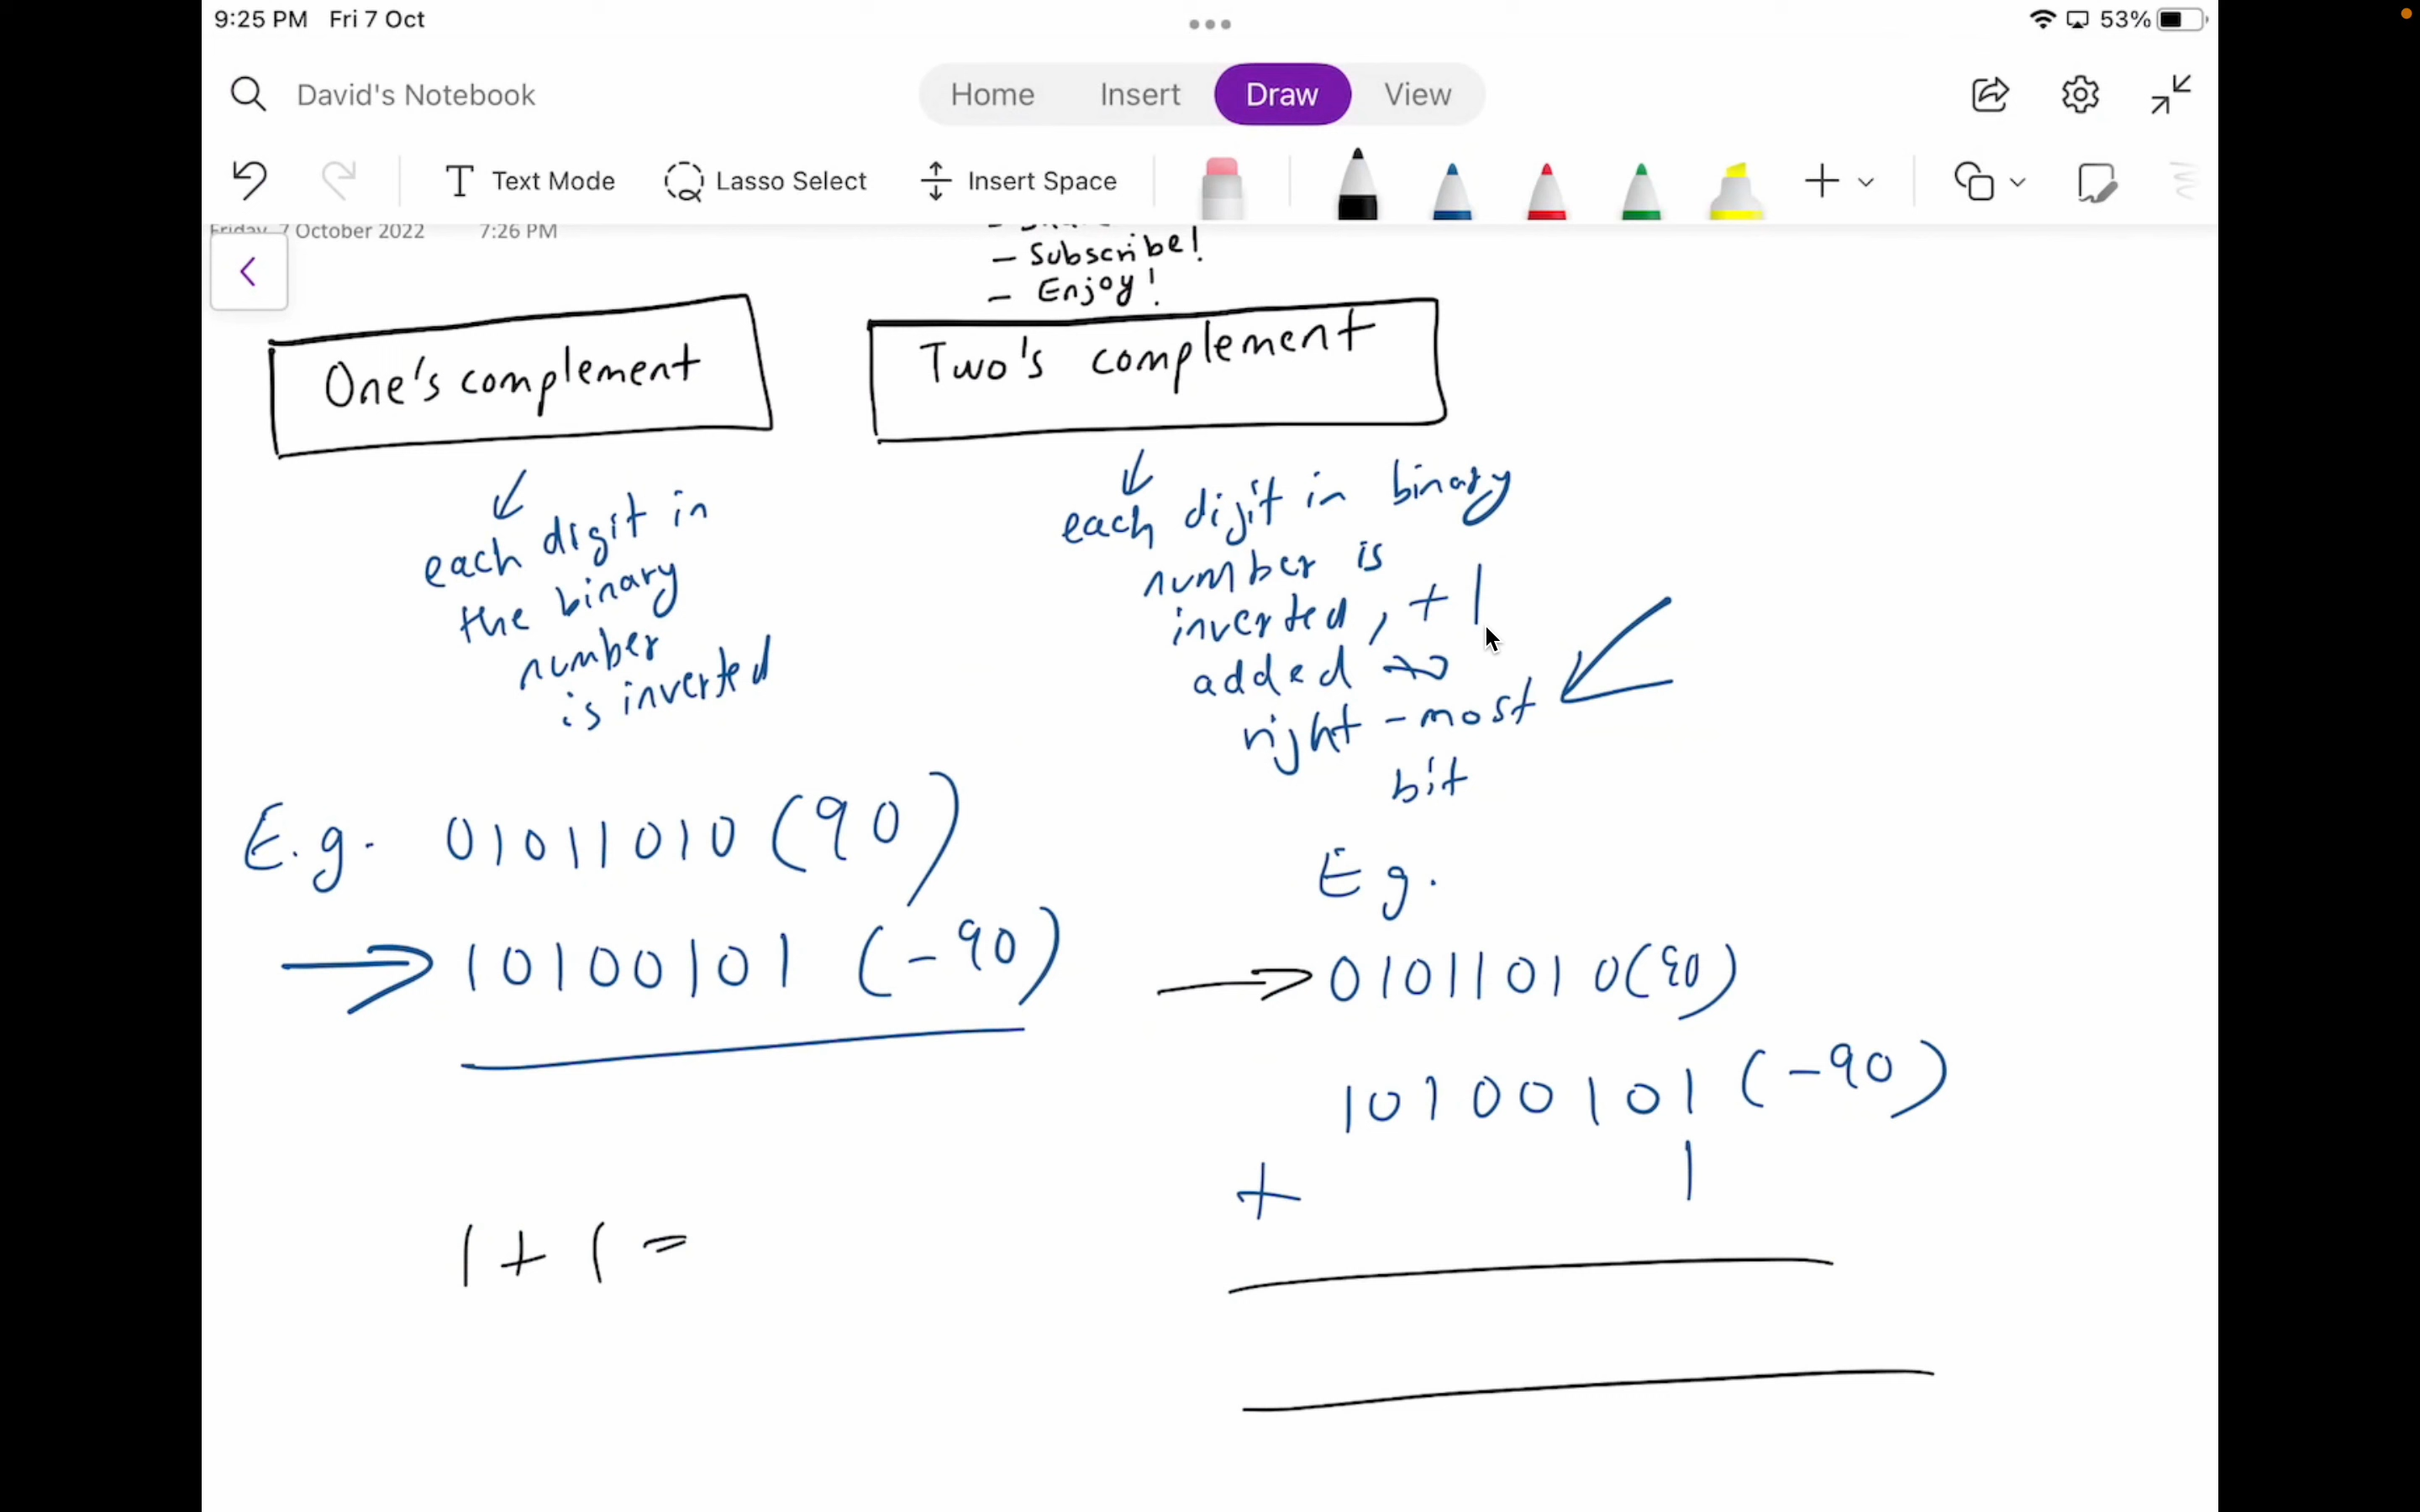 9:25 PM Fri 7 Oct
53%
David's Notebook
Home Insert Draw View
Text Mode Lasso Select Insert Space
Friday, 7 October 2022 7:26 PM
- Subscribe!
- Enjoy!
One's complement
each digit in
the binary
number
is inverted
E.g. 01011010 (90)
10100101 (-90)
1 + 1 =
Two's complement
each digit in binary
number is
inverted, + 1
added to
right-most
bit
Eg.
01011010 (90)
10100101 (-90)
+ 1